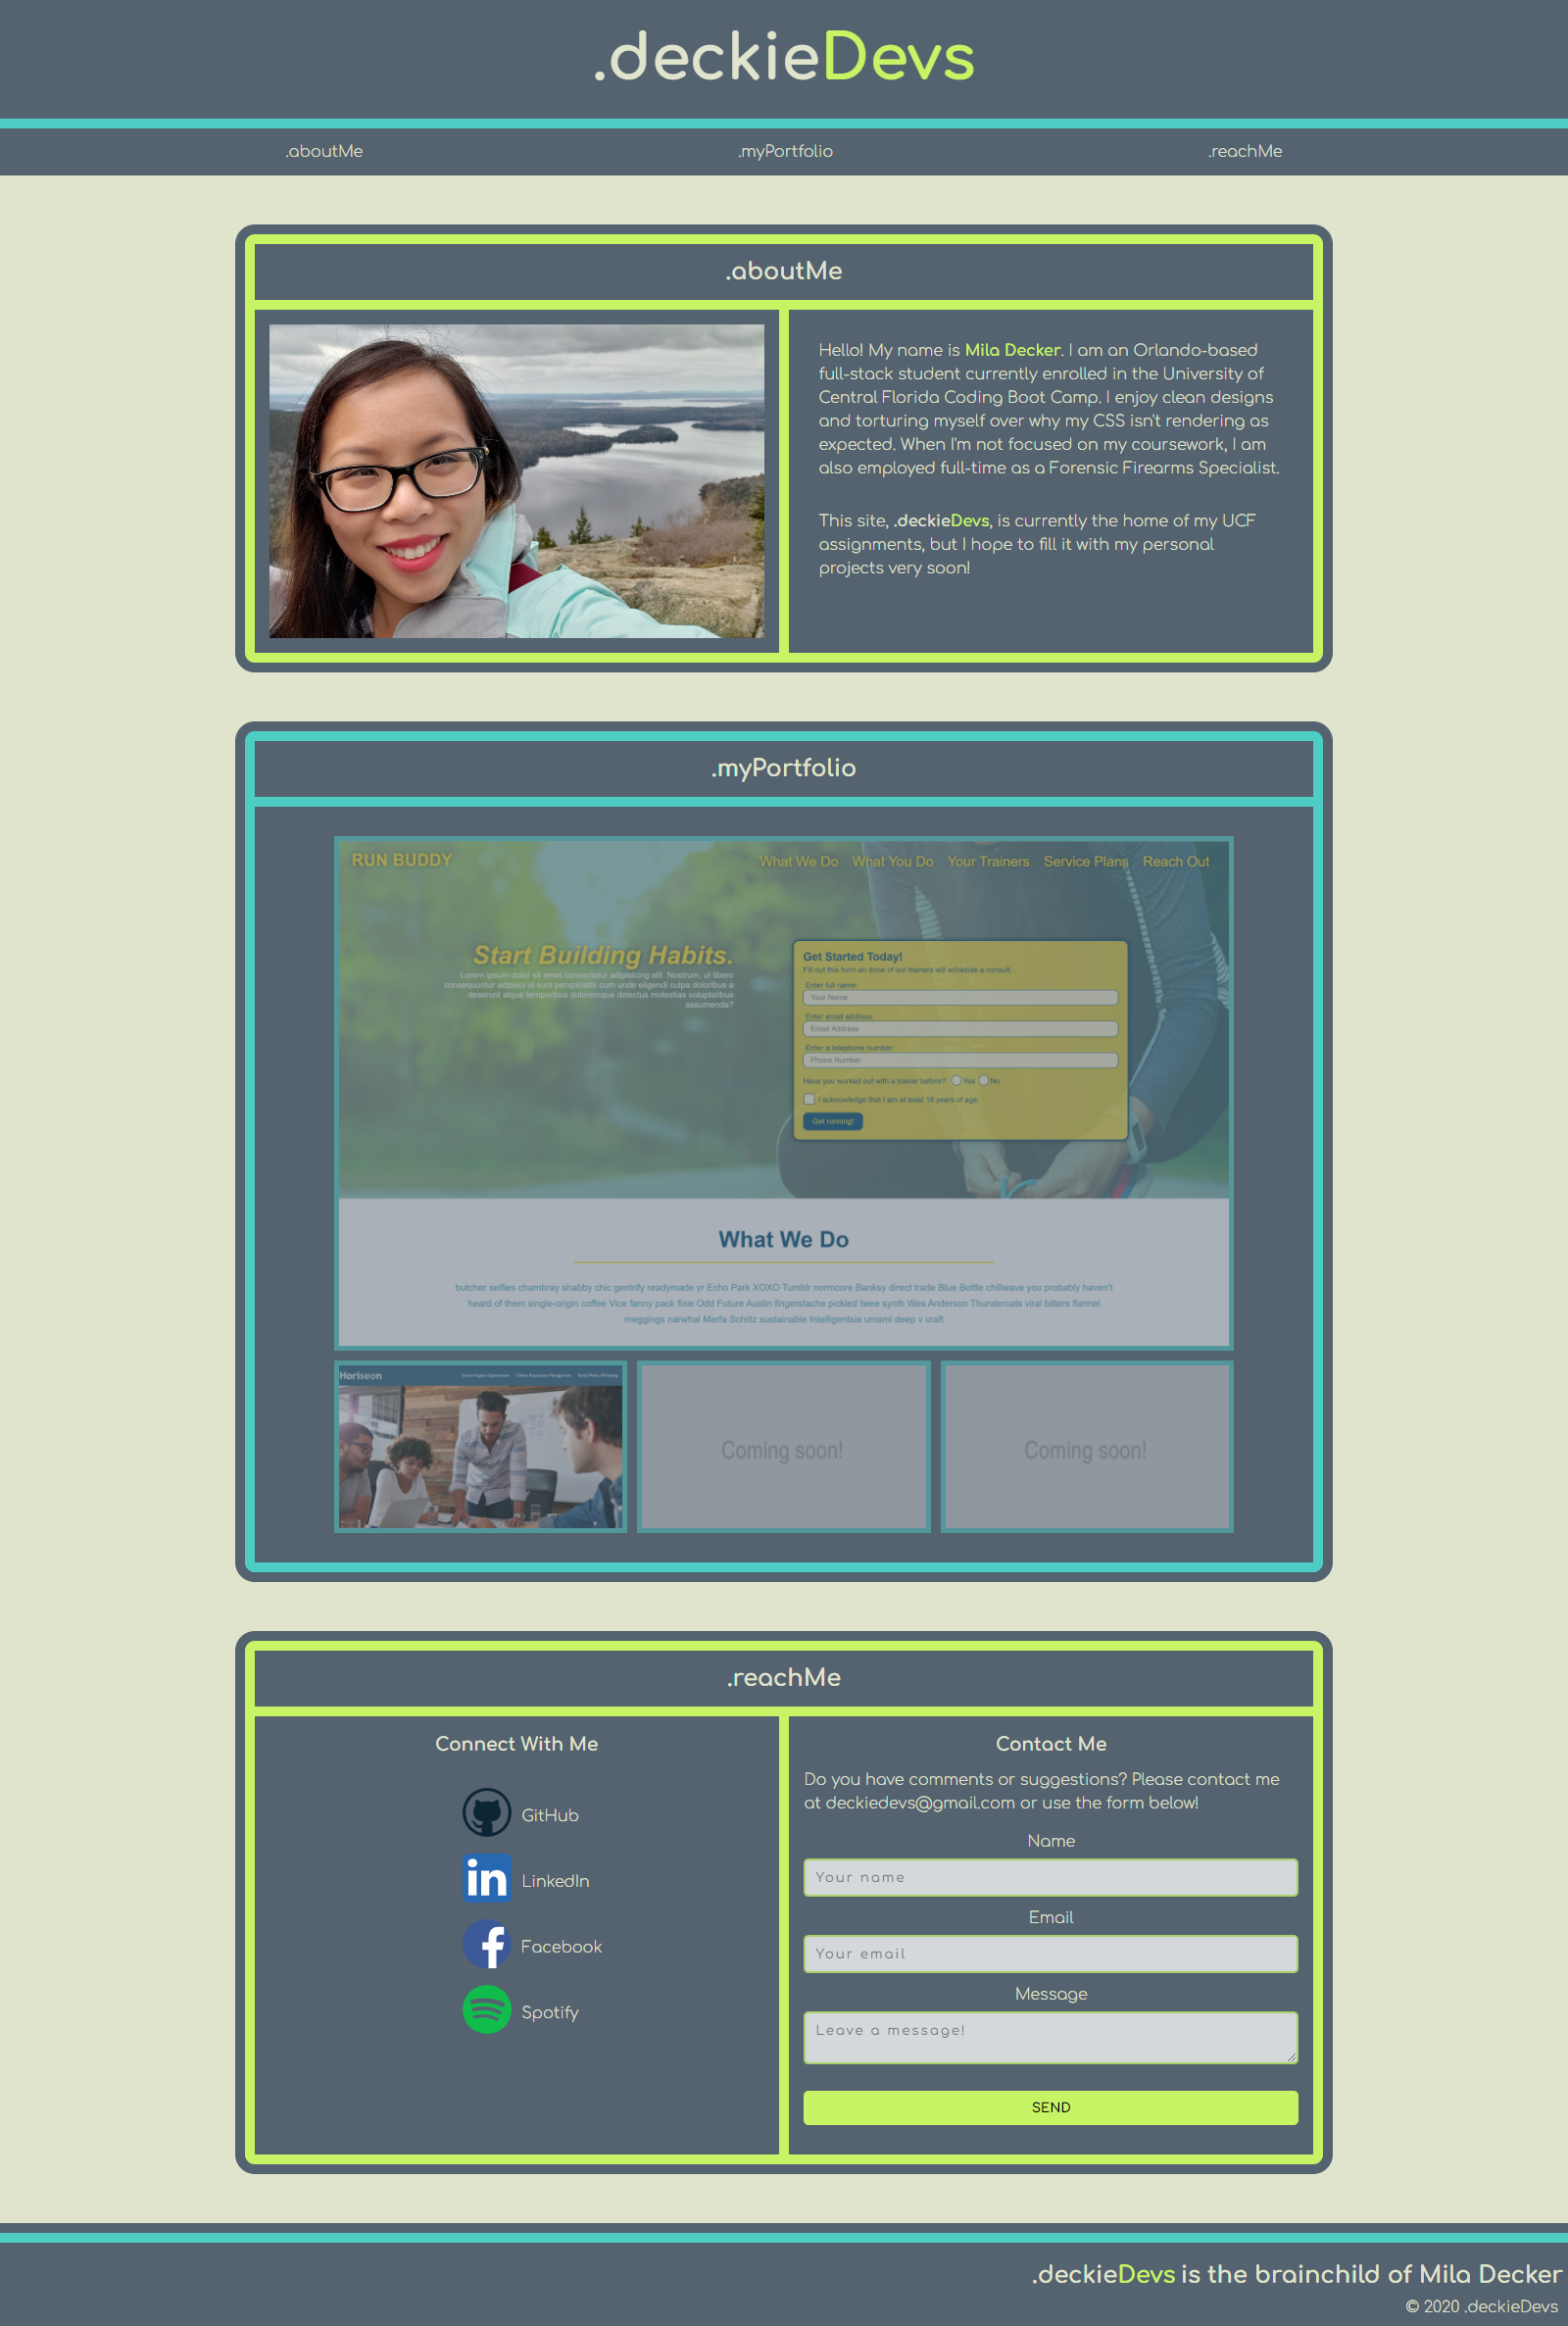 .deckieDevs
.aboutMe
.myPortfolio
.reachMe
.aboutMe
Hello! My name is Mila Decker. I am an Orlando-based
full-stack student currently enrolled in the University of
Central Florida Coding Boot Camp. I enjoy clean designs
and torturing myself over why my CSS isn't rendering as
expected. When I'm not focused on my coursework, I am
also employed full-time as a Forensic Firearms Specialist.
This site, .deckieDevs, is currently the home of my UCF
assignments, but I hope to fill it with my personal
projects very soon!
.myPortfolio
RUN BUDDY
What We Do
What You Do
Your Trainers
Service Plans
Reach Out
Start Building Habits.
Lorem ipsum dolor sit amet consectetur adipisicing elit. Nostrum, ut libero
consequuntur adipisci id sunt perspiciatis cum unde eligendi culpa doloribus a
deserunt atque temporibus doloremque delectus molestias voluptatibus
assumenda?
Get Started Today!
Fill out this form an done of our trainers will schedule a consult.
Enter full name:
Your Name
Enter email address:
Email Address
Enter a telephone number:
Phone Number
Have you worked out with a trainer before? Yes No
I acknowledge that I am at least 18 years of age.
Get running!
What We Do
butcher selfies chambray shabby chic gentrify readymade yr Echo Park XOXO Tumblr normcore Banksy direct trade Blue Bottle chillwave you probably haven't
heard of them single-origin coffee Vice fanny pack fixie Odd Future Austin fingerstache pickled twee synth Wes Anderson Thundercats viral bitters flannel
meggings narwhal Marfa Schlitz sustainable Intelligentsia umami deep v craft
Horiseon
Search Engine Optimization
Online Reputation Management
Social Media Marketing
Coming soon!
Coming soon!
.reachMe
Connect With Me
GitHub
LinkedIn
Facebook
Spotify
Contact Me
Do you have comments or suggestions? Please contact me
at deckiedevs@gmail.com or use the form below!
Name
Your name
Email
Your email
Message
Leave a message!
SEND
.deckieDevs is the brainchild of Mila Decker
© 2020 .deckieDevs